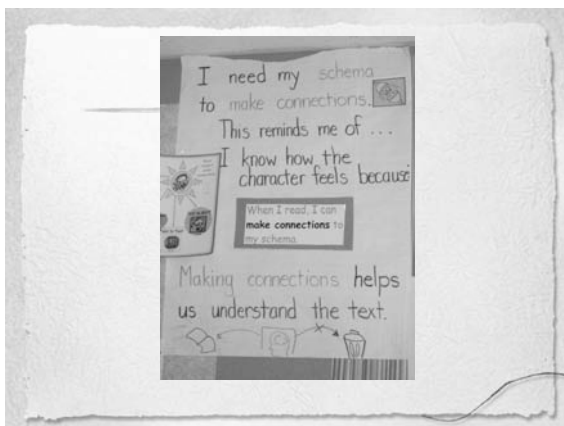 I need my schema
to make connections.
This reminds me of ...
I know how the
character feels because
When I read, I can
make connections to
my schema.
Making connections helps
us understand the text.